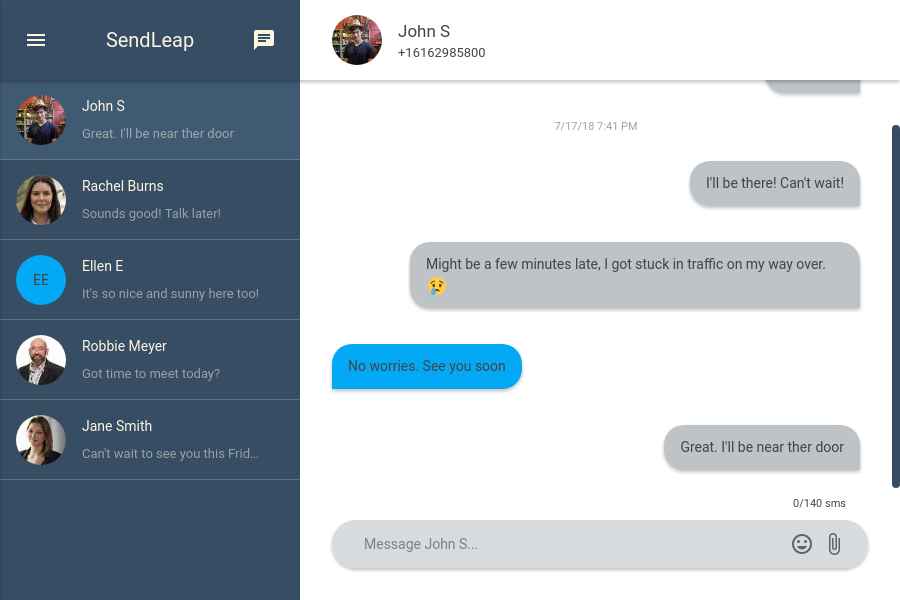 SendLeap
John S
Great. I'll be near ther door
Rachel Burns
Sounds good! Talk later!
EE
Ellen E
It's so nice and sunny here too!
Robbie Meyer
Got time to meet today?
Jane Smith
Can't wait to see you this Frid...
John S
+16162985800
7/17/18 7:41 PM
I'll be there! Can't wait!
Might be a few minutes late, I got stuck in traffic on my way over.
😢
No worries. See you soon
Great. I'll be near ther door
0/140 sms
Message John S...